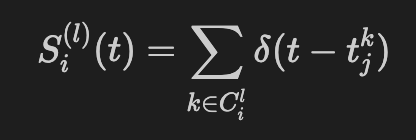 $S_i^{(l)}(t) = \sum_{k \in C_i^l} \delta(t - t_j^k)$